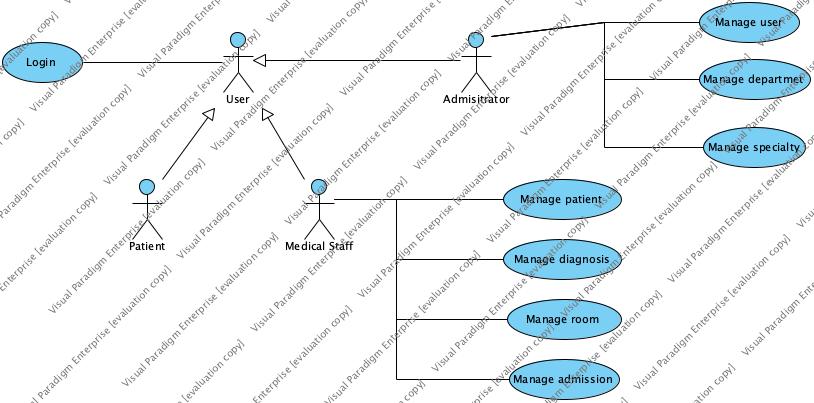 Manage user
Login
User
Admisitrator
Manage departmet
Manage specialty
Manage patient
Patient
Medical Staff
Manage diagnosis
Manage room
Manage admission
Visual Paradigm Enterprise [evaluation copy]